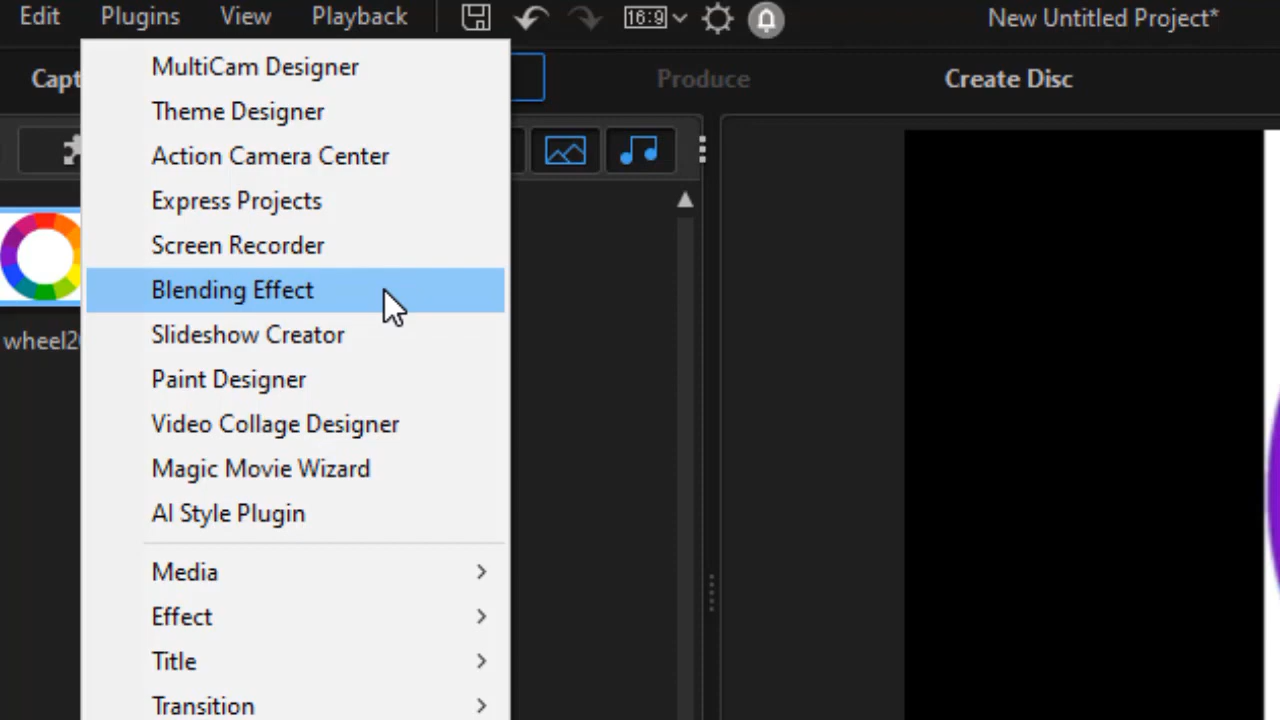 Edit Plugins View Playback 16:9 New Untitled Project*
Capt Produce Create Disc
MultiCam Designer
Theme Designer
Action Camera Center
Express Projects
Screen Recorder
Blending Effect
wheel2
Slideshow Creator
Paint Designer
Video Collage Designer
Magic Movie Wizard
AI Style Plugin
Media
Effect
Title
Transition